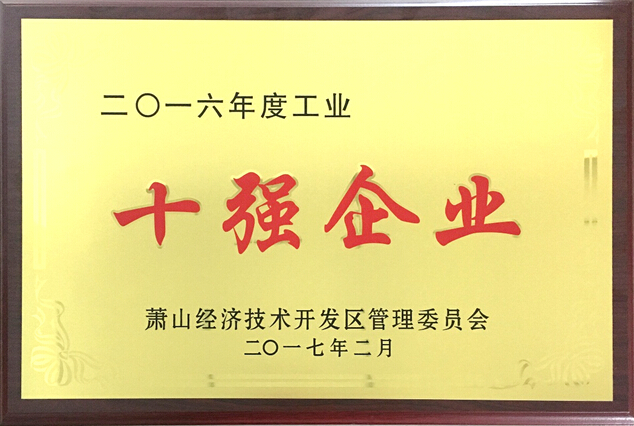 二〇一六年度工业
十强企业
萧山经济技术开发区管理委员会
二〇一七年二月